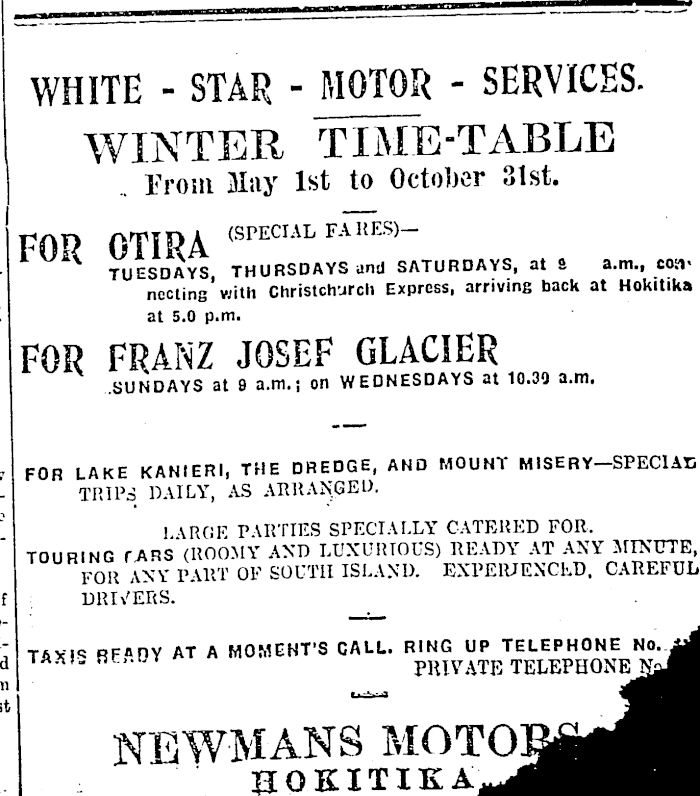 WHITE - STAR - MOTOR - SERVICES.
WINTER TIME-TABLE
From May 1st to October 31st.
FOR OTIRA (SPECIAL FARES)—
TUESDAYS, THURSDAYS and SATURDAYS, at a.m., con-
necting with Christchurch Express, arriving back at Hokitika
at 5.0 p.m.
FOR FRANZ JOSEF GLACIER
SUNDAYS at 9 a.m.; on WEDNESDAYS at 10.30 a.m.
FOR LAKE KANIERI, THE DREDGE, AND MOUNT MISERY—SPECIAL
TRIPS DAILY, AS ARRANGED.
LARGE PARTIES SPECIALLY CATERED FOR.
TOURING CARS (ROOMY AND LUXURIOUS) READY AT ANY MINUTE,
FOR ANY PART OF SOUTH ISLAND. EXPERIENCED, CAREFUL
DRIVERS.
TAXIS READY AT A MOMENT'S CALL. RING UP TELEPHONE No.
PRIVATE TELEPHONE No
NEWMANS MOTORS
HOKITIKA